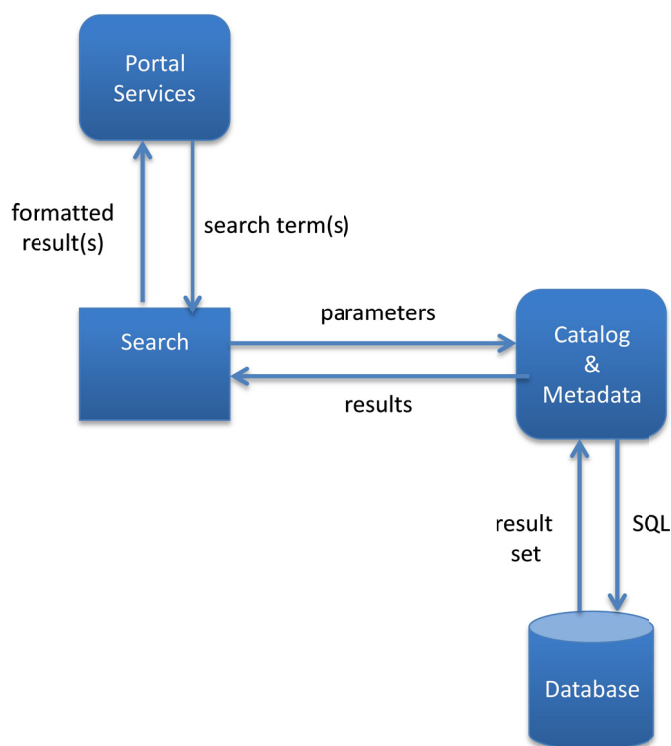 Portal
Services
formatted
result(s)
search term(s)
Search
parameters
results
Catalog
&
Metadata
result
set
SQL
Database